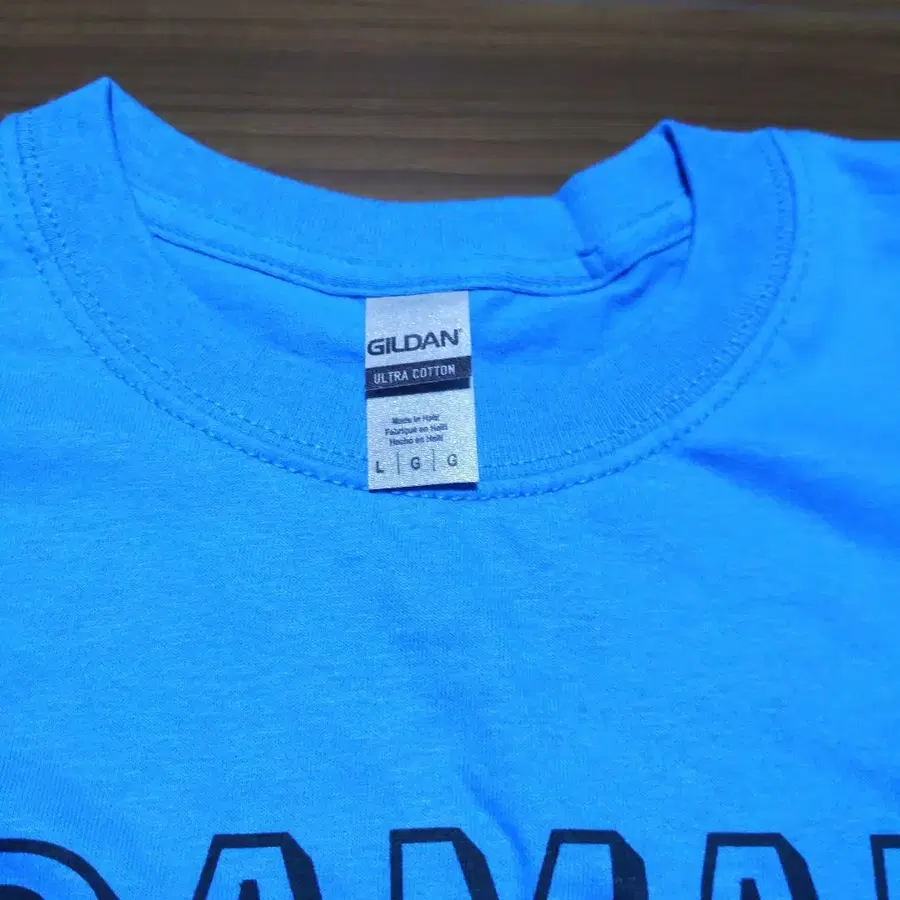 GILDAN®
ULTRA COTTON
Made in Haiti
Fabriqué en Haïti
Hecho en Haití
L | G | G